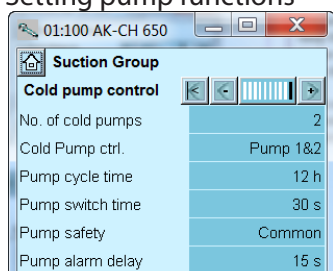 Setting pump functions
01:100 AK-CH 650
Suction Group
Cold pump control
No. of cold pumps 2
Cold Pump ctrl. Pump 1&2
Pump cycle time 12 h
Pump switch time 30 s
Pump safety Common
Pump alarm delay 15 s